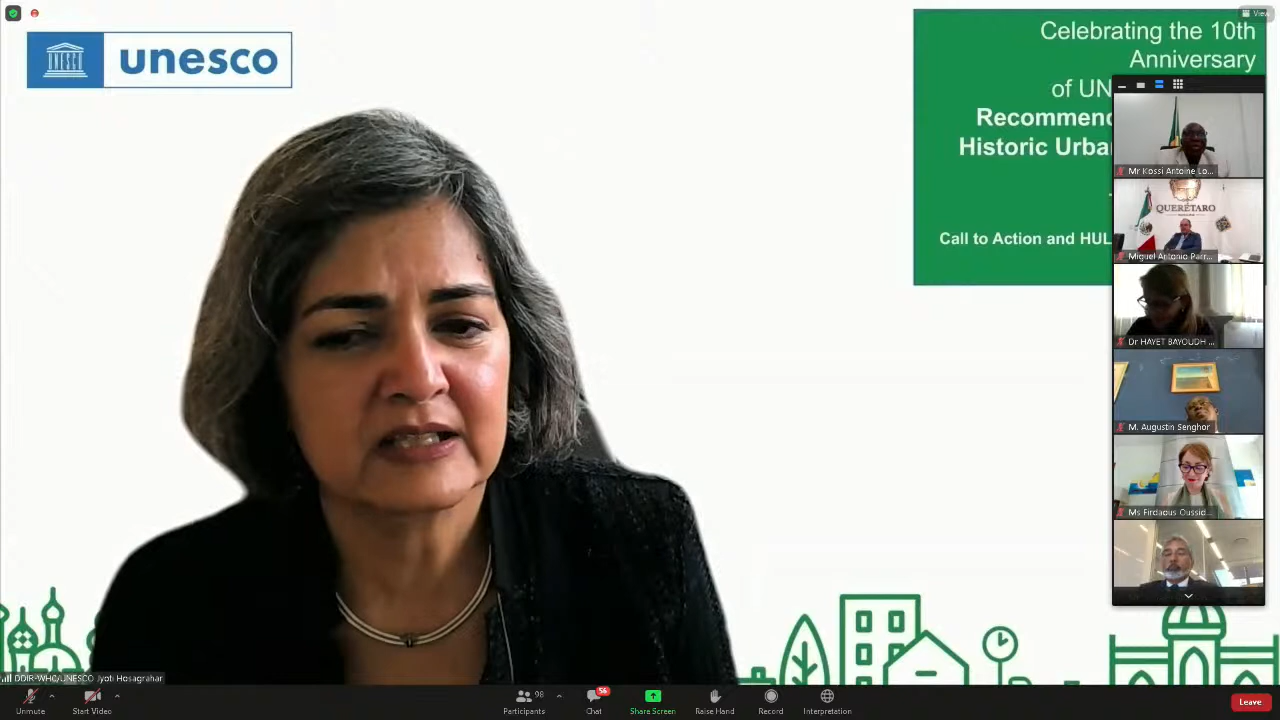 View
unesco
Celebrating the 10th
Anniversary
of UN
Recommend
Historic Urba
Call to Action and HUL
Mr Kossi Antoine Lo...
QUERÉTARO
Miguel Antonio Parr...
Dr HAYET BAYOUDH ...
M. Augustin Senghor
Ms Firdaous Oussid...
DDIR-WHC/UNESCO Jyoti Hosagrahar
Unmute
Start Video
98
Participants
56
Chat
Share Screen
Raise Hand
Record
Interpretation
Leave